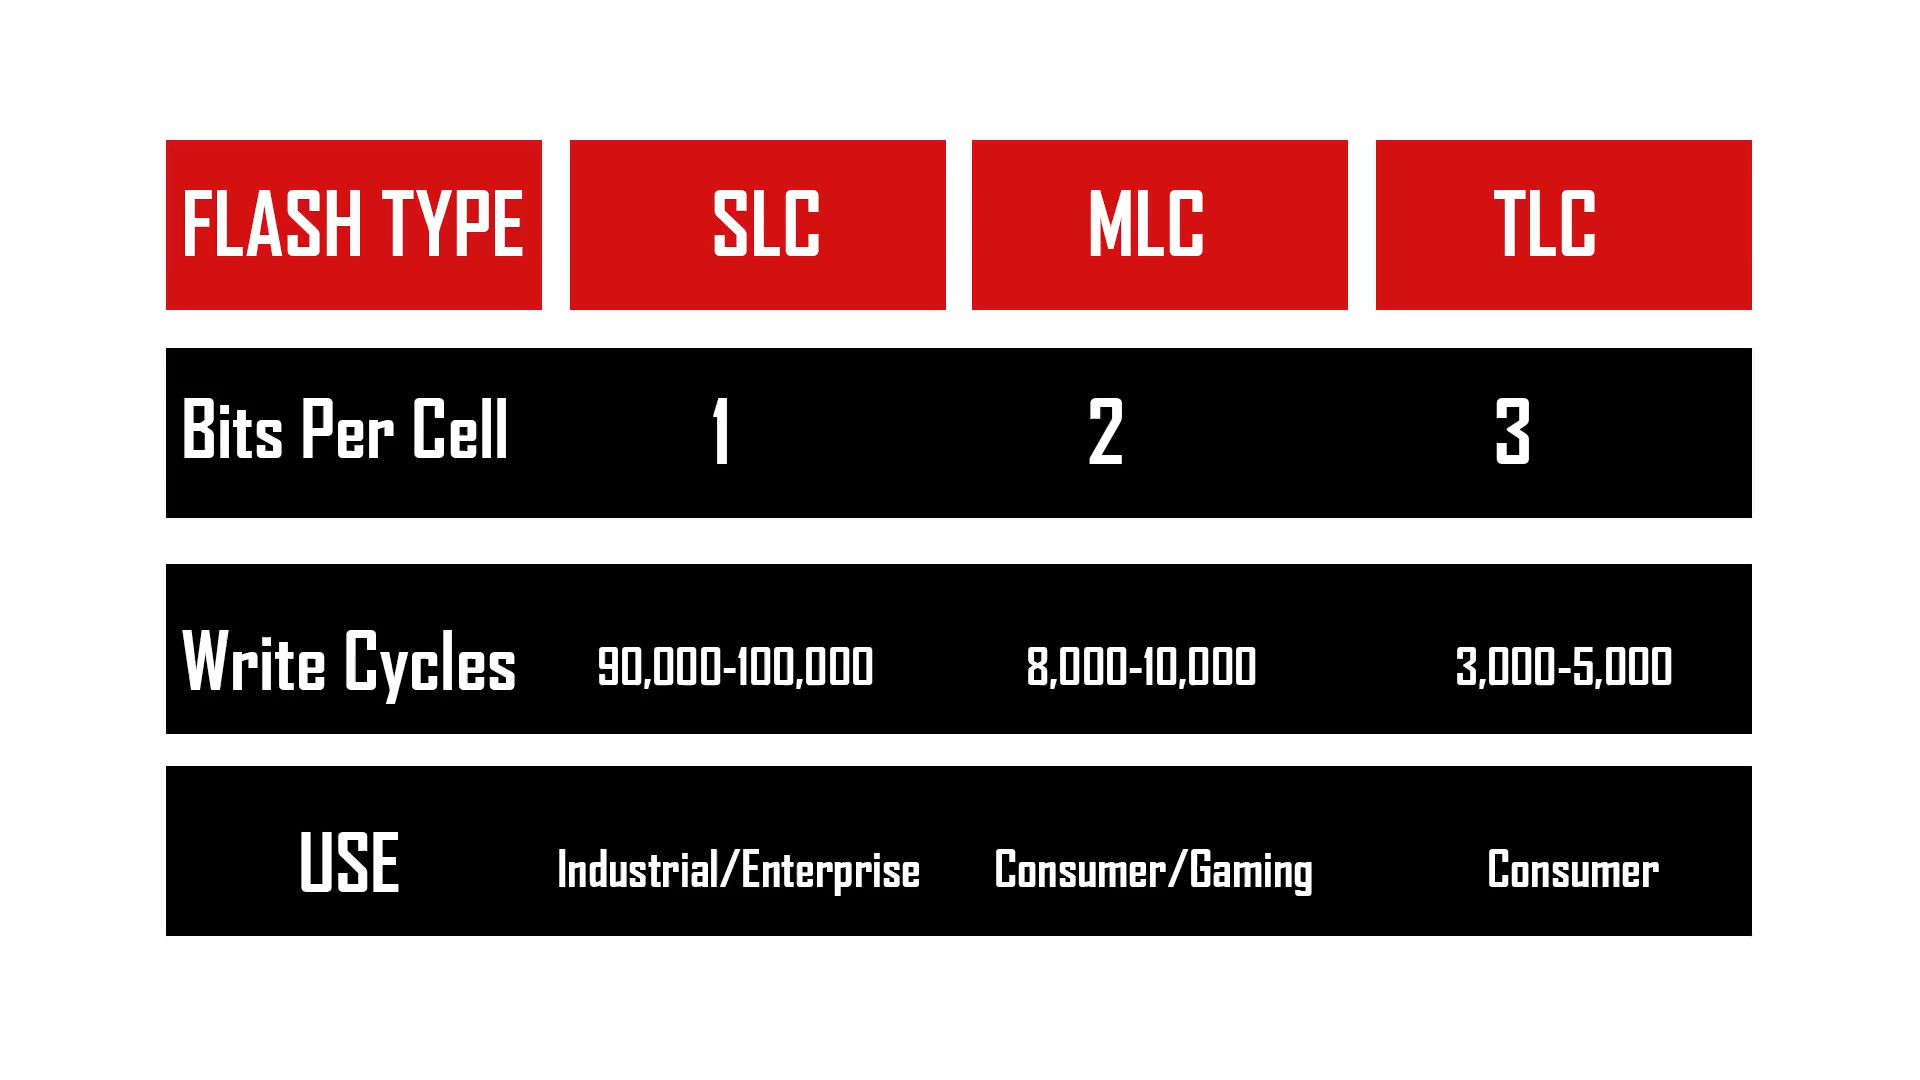 FLASH TYPE SLC MLC TLC
Bits Per Cell 1 2 3
Write Cycles 90,000-100,000 8,000-10,000 3,000-5,000
USE Industrial/Enterprise Consumer/Gaming Consumer